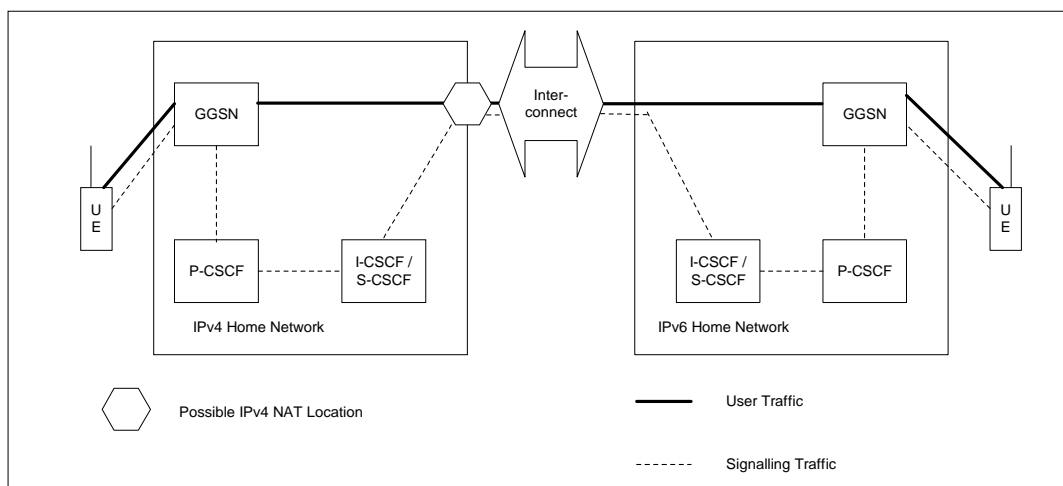 GGSN
Inter-
connect
GGSN
U
E
U
E
P-CSCF
I-CSCF /
S-CSCF
I-CSCF /
S-CSCF
P-CSCF
IPv4 Home Network
IPv6 Home Network
Possible IPv4 NAT Location
User Traffic
Signalling Traffic